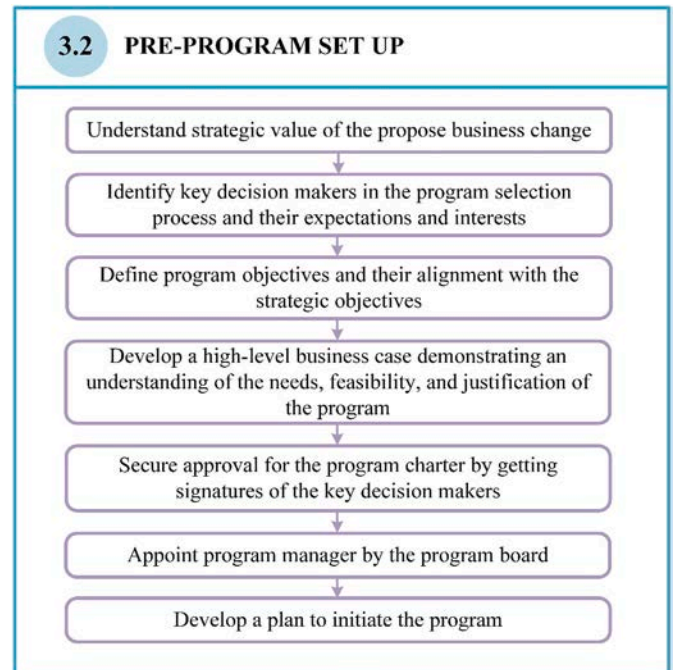 3.2 PRE-PROGRAM SET UP
Understand strategic value of the propose business change
Identify key decision makers in the program selection
process and their expectations and interests
Define program objectives and their alignment with the
strategic objectives
Develop a high-level business case demonstrating an
understanding of the needs, feasibility, and justification of
the program
Secure approval for the program charter by getting
signatures of the key decision makers
Appoint program manager by the program board
Develop a plan to initiate the program